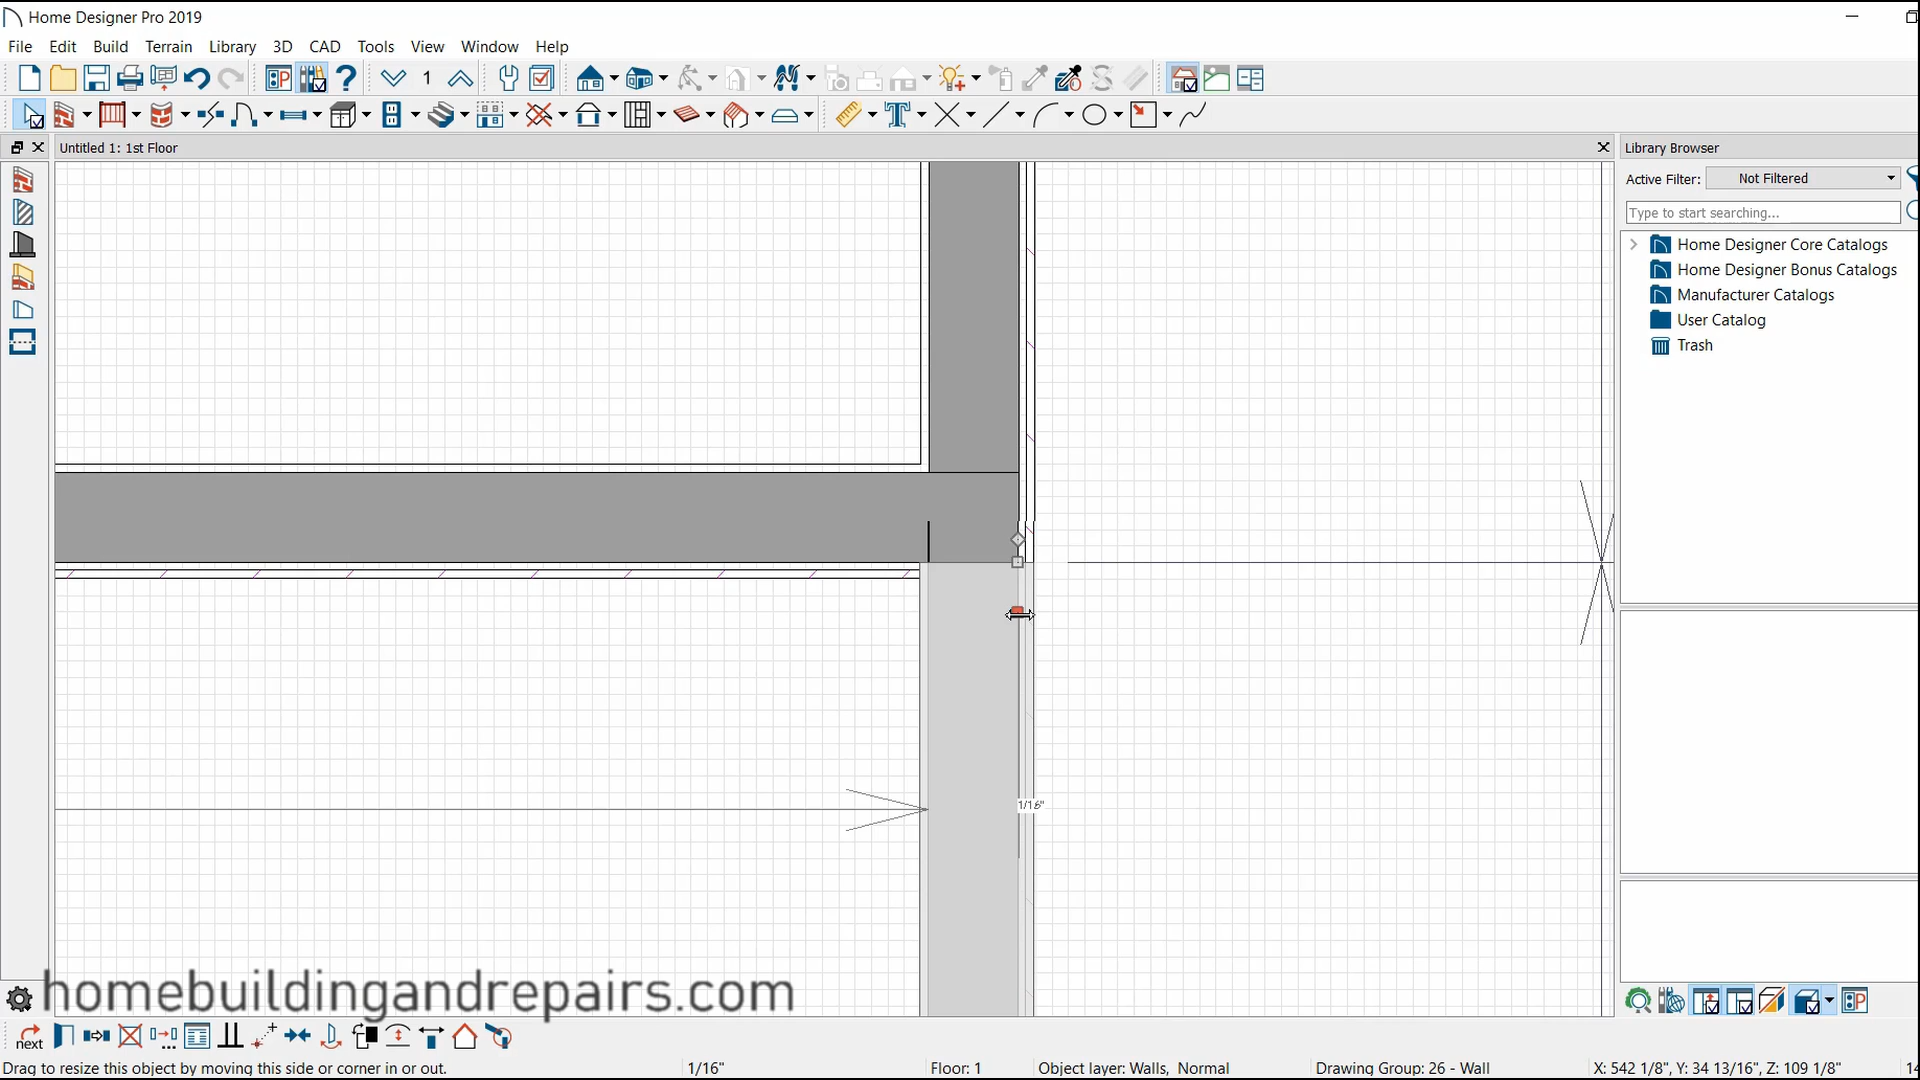 Home Designer Pro 2019
File Edit Build Terrain Library 3D CAD Tools View Window Help
1
Untitled 1: 1st Floor
Library Browser
Active Filter: Not Filtered
Type to start searching...
Home Designer Core Catalogs
Home Designer Bonus Catalogs
Manufacturer Catalogs
User Catalog
Trash
1/16"
homebuildingandrepairs.com
next
Drag to resize this object by moving this side or corner in or out. 1/16" Floor: 1 Object layer: Walls, Normal Drawing Group: 26 - Wall X: 542 1/8", Y: 34 13/16", Z: 109 1/8"